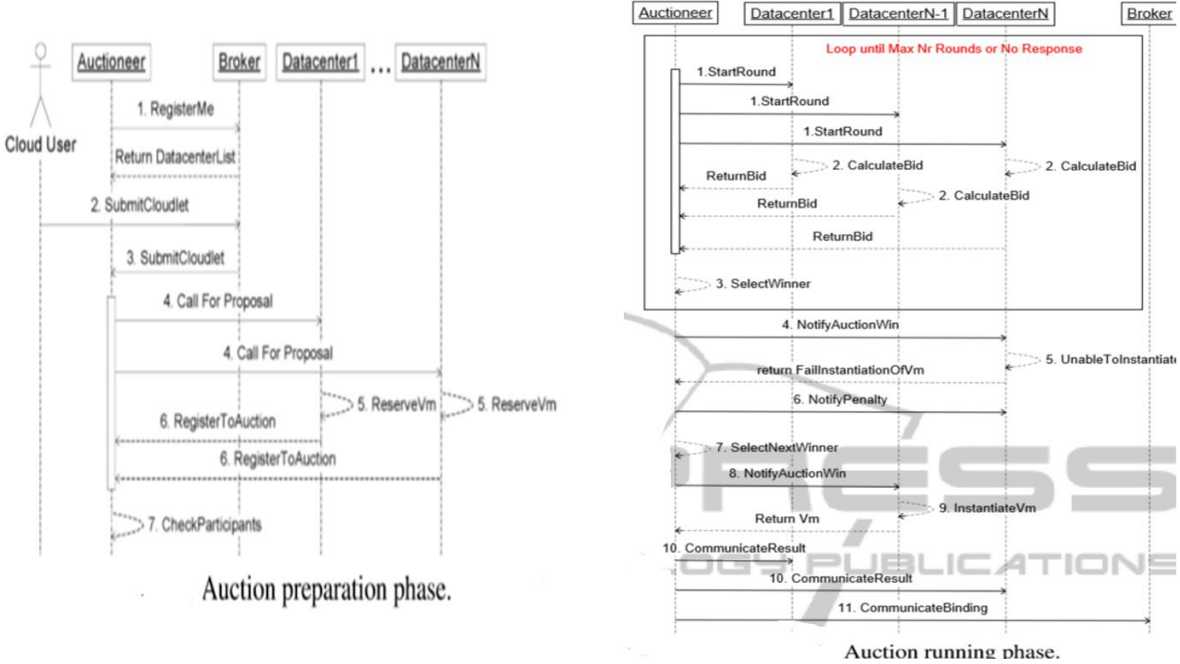 Auctioneer
Broker
Datacenter1
...
DatacenterN
Cloud User
1. RegisterMe
Return DatacenterList
2. SubmitCloudlet
3. SubmitCloudlet
4. Call For Proposal
4. Call For Proposal
5. ReserveVm
5. ReserveVm
6. RegisterToAuction
6. RegisterToAuction
7. CheckParticipants
Auction preparation phase.
Auctioneer
Datacenter1
DatacenterN-1
DatacenterN
Broker
Loop until Max Nr Rounds or No Response
1.StartRound
1.StartRound
1.StartRound
2. CalculateBid
2. CalculateBid
ReturnBid
2. CalculateBid
ReturnBid
ReturnBid
3. SelectWinner
4. NotifyAuctionWin
5. UnableToInstantiate
return FailInstantiationOfVm
6. NotifyPenalty
7. SelectNextWinner
8. NotifyAuctionWin
9. InstantiateVm
Return Vm
10. CommunicateResult
10. CommunicateResult
11. CommunicateBinding
PRESS
OGY PUBLICATIONS
Auction running phase.